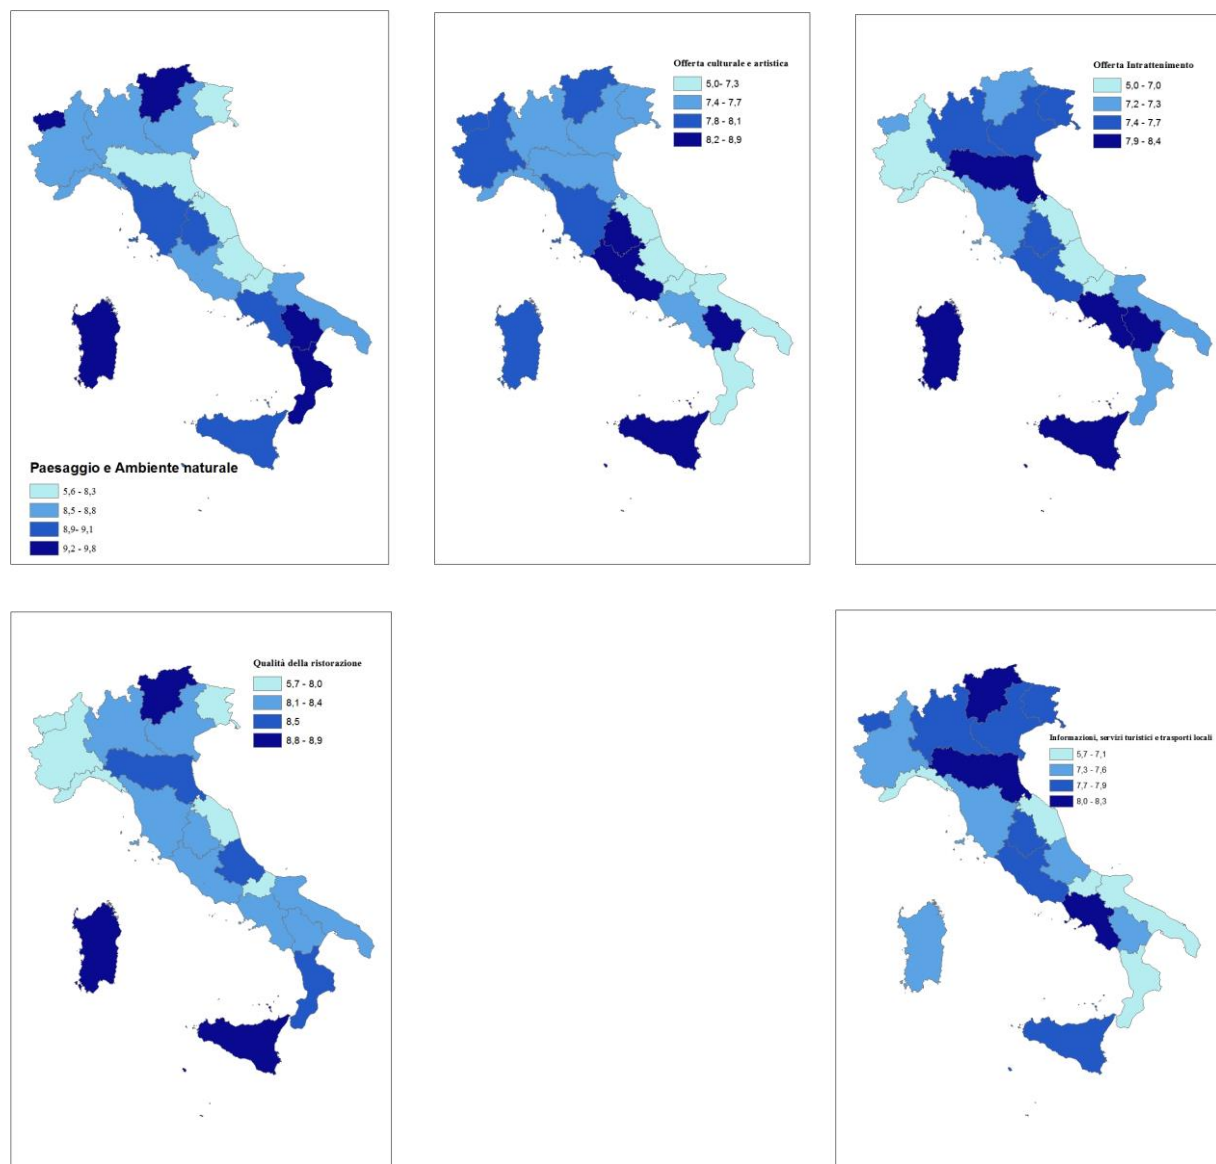 Paesaggio e Ambiente naturale
5,6 - 8,3
8,5 - 8,8
8,9- 9,1
9,2 - 9,8
Offerta culturale e artistica
5,0- 7,3
7,4 - 7,7
7,8 - 8,1
8,2 - 8,9
Offerta Intrattenimento
5,0 - 7,0
7,2 - 7,3
7,4 - 7,7
7,9 - 8,4
Qualità della ristorazione
5,7 - 8,0
8,1 - 8,4
8,5
8,8 - 8,9
Informazioni, servizi turistici e trasporti locali
5,7 - 7,1
7,3 - 7,6
7,7 - 7,9
8,0 - 8,3